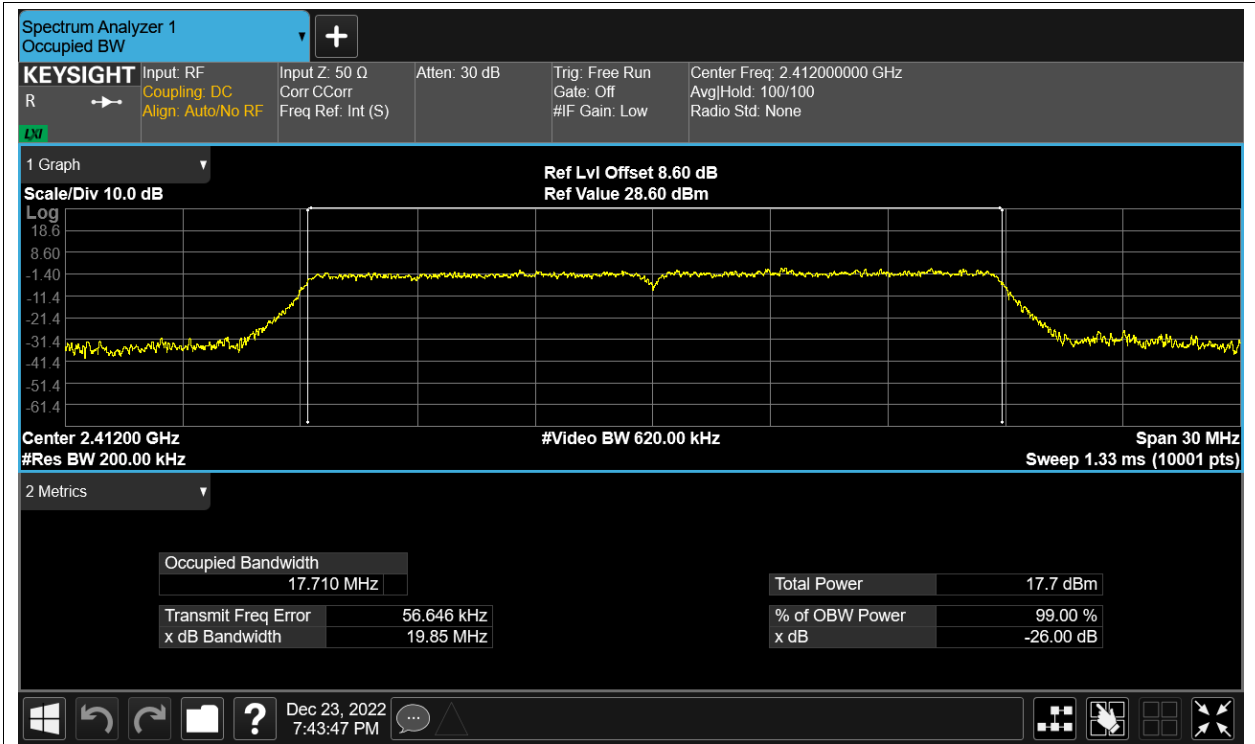 Spectrum Analyzer 1
Occupied BW
KEYSIGHT
R
LXI
Input: RF
Coupling: DC
Align: Auto/No RF
Input Z: 50 Ω
Corr CCorr
Freq Ref: Int (S)
Atten: 30 dB
Trig: Free Run
Gate: Off
#IF Gain: Low
Center Freq: 2.412000000 GHz
Avg|Hold: 100/100
Radio Std: None
1 Graph
Scale/Div 10.0 dB
Ref Lvl Offset 8.60 dB
Ref Value 28.60 dBm
Log
18.6
8.60
-1.40
-11.4
-21.4
-31.4
-41.4
-51.4
-61.4
Center 2.41200 GHz
#Video BW 620.00 kHz
Span 30 MHz
#Res BW 200.00 kHz
Sweep 1.33 ms (10001 pts)
2 Metrics
Occupied Bandwidth
17.710 MHz
Total Power 17.7 dBm
Transmit Freq Error 56.646 kHz
% of OBW Power 99.00 %
x dB Bandwidth 19.85 MHz
x dB -26.00 dB
?
Dec 23, 2022
7:43:47 PM